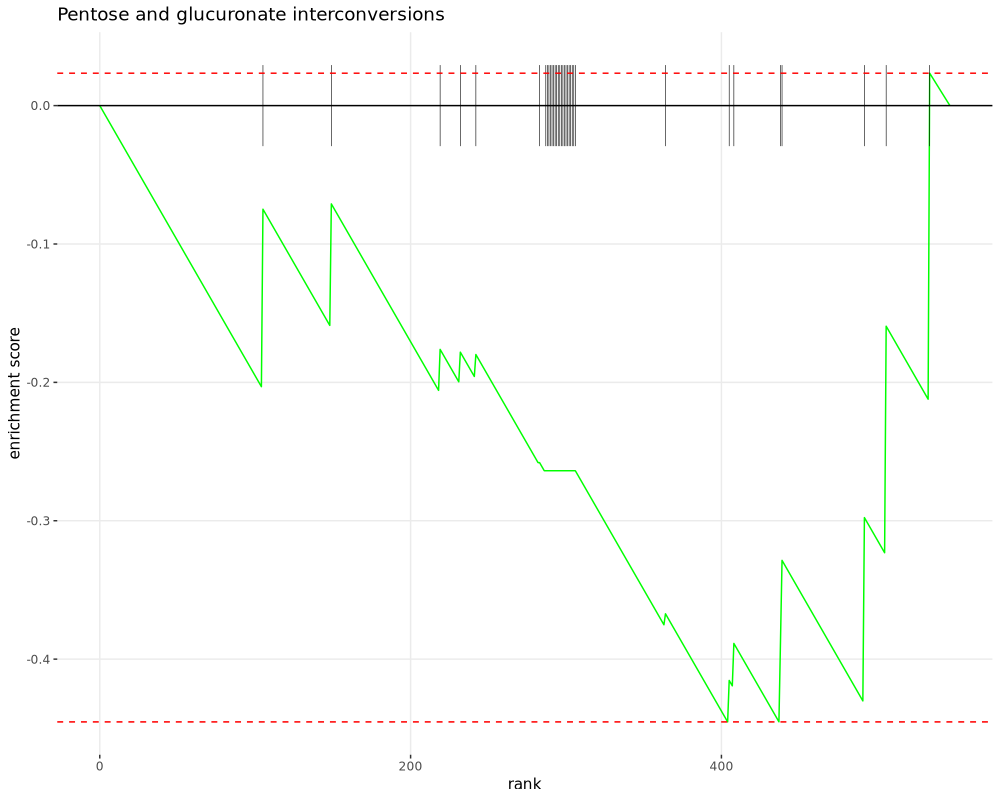 Pentose and glucuronate interconversions
enrichment score
0.0
-0.1
-0.2
-0.3
-0.4
0
200
400
rank